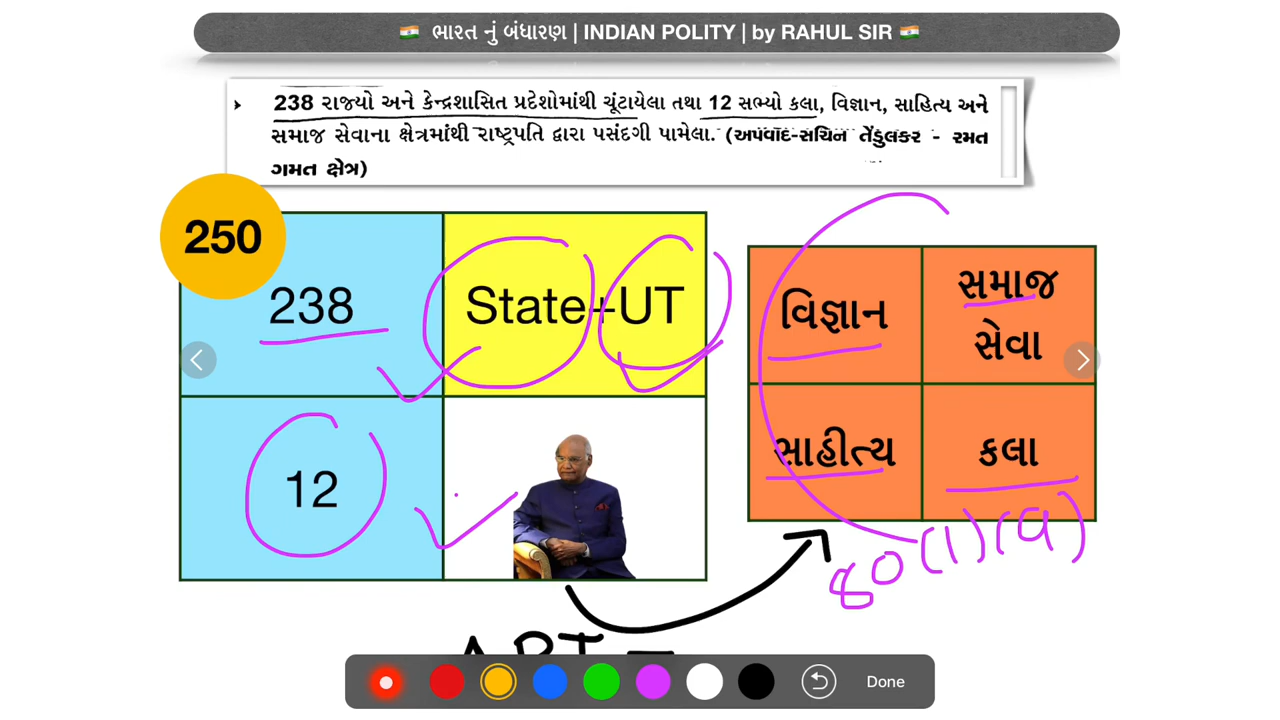 🇮🇳 ભારત નું બંધારણ | INDIAN POLITY | by RAHUL SIR 🇮🇳
238 રાજ્યો અને કેન્દ્રશાસિત પ્રદેશોમાંથી ચૂંટાયેલા તથા 12 સભ્યો કલા, વિજ્ઞાન, સાહિત્ય અને
સમાજ સેવાના ક્ષેત્રમાંથી રાષ્ટ્રપતિ દ્વારા પસંદગી પામેલા. (અપવાદ-સચિન તેંડુલકર - રમત
ગમત ક્ષેત્ર)
250
238
State+UT
12
વિજ્ઞાન
સમાજ
સેવા
સાહીત્ય
કલા
80(1)(a)
Done